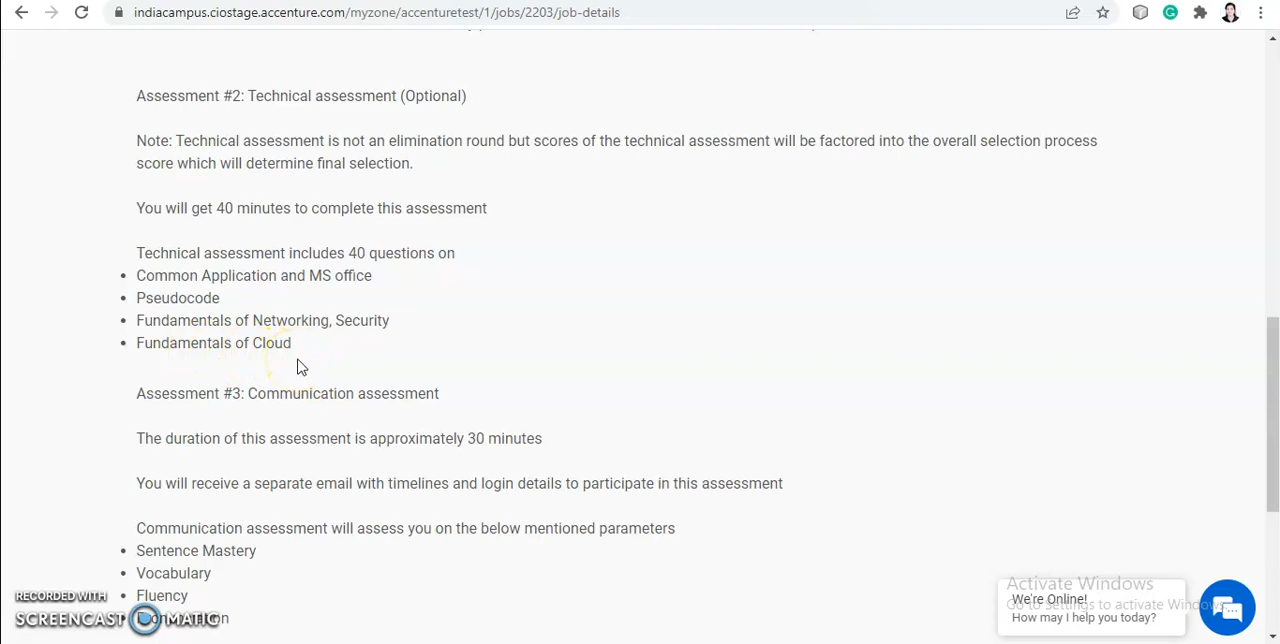 indiacampus.ciostage.accenture.com/myzone/accenturetest/1/jobs/2203/job-details
Assessment #2: Technical assessment (Optional)
Note: Technical assessment is not an elimination round but scores of the technical assessment will be factored into the overall selection process
score which will determine final selection.
You will get 40 minutes to complete this assessment
Technical assessment includes 40 questions on
Common Application and MS office
Pseudocode
Fundamentals of Networking, Security
Fundamentals of Cloud
Assessment #3: Communication assessment
The duration of this assessment is approximately 30 minutes
You will receive a separate email with timelines and login details to participate in this assessment
Communication assessment will assess you on the below mentioned parameters
Sentence Mastery
Vocabulary
Fluency
RECORDED WITH
SCREENCAST MATIC
Activate Windows
Go to Settings to activate Windows.
We're Online!
How may I help you today?